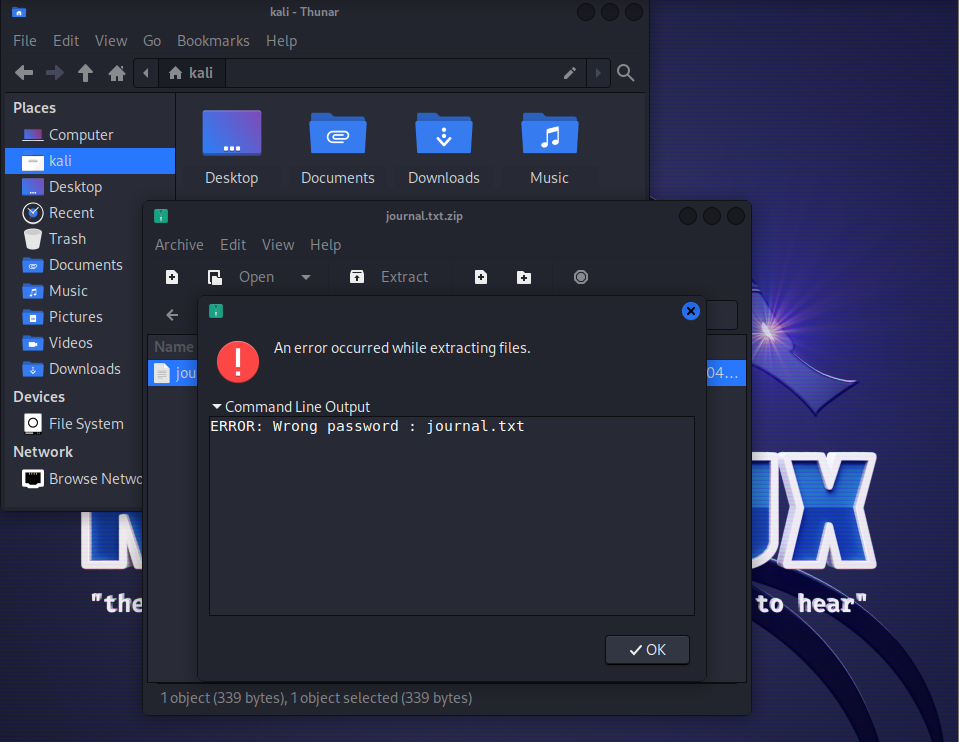 kali - Thunar
File Edit View Go Bookmarks Help
kali
Places
Computer
kali
Desktop
Recent
Trash
Documents
Music
Pictures
Videos
Downloads
Devices
File System
Network
Browse Netwo
Desktop Documents Downloads Music
journal.txt.zip
Archive Edit View Help
Open Extract
Name
jou
04...
An error occurred while extracting files.
Command Line Output
ERROR: Wrong password : journal.txt
OK
1 object (339 bytes), 1 object selected (339 bytes)
UX
"the
to hear"